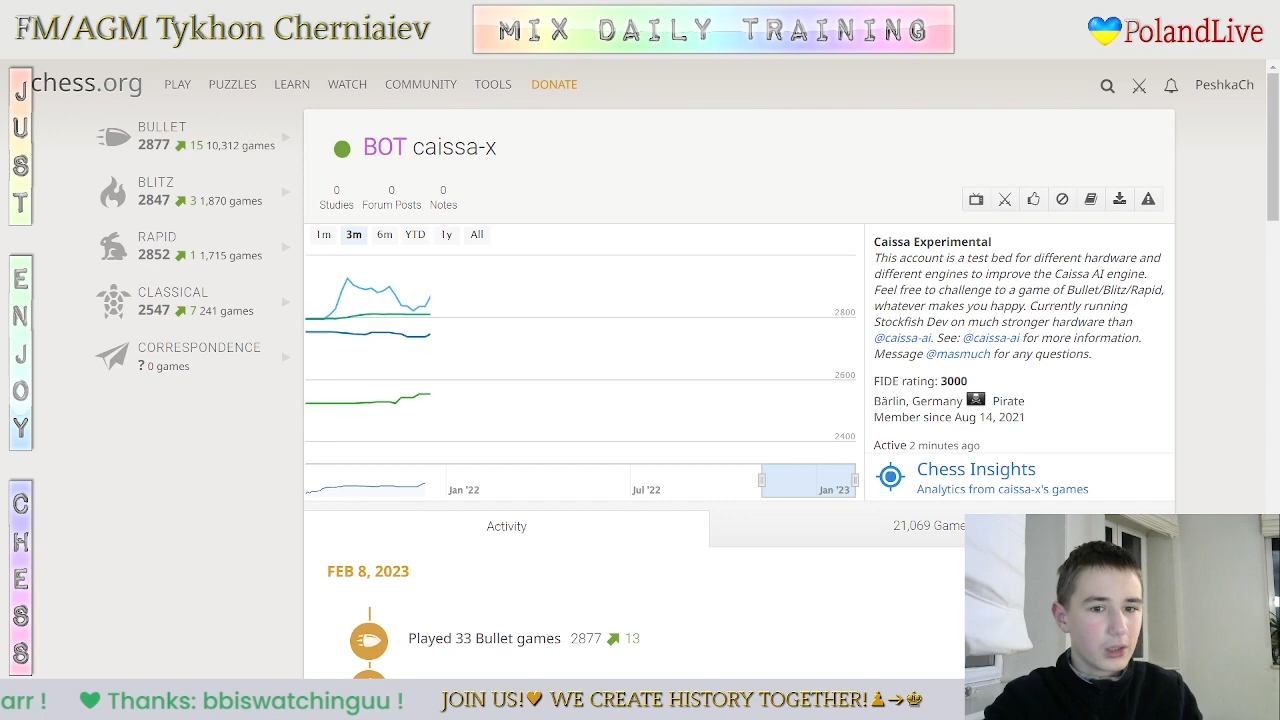 FM/AGM Tykhon Cherniaiev
MIX DAILY TRAINING
PolandLive
chess.org
PLAY PUZZLES LEARN WATCH COMMUNITY TOOLS DONATE
PeshkaCh
JUST
ENJOY
CHESS
BULLET
2877 15 10,312 games
BLITZ
2847 3 1,870 games
RAPID
2852 1 1,715 games
CLASSICAL
2547 7 241 games
CORRESPONDENCE
? 0 games
BOT caissa-x
0 0 0
Studies Forum Posts Notes
1m 3m 6m YTD 1y All
2800
2600
2400
Jan '22 Jul '22 Jan '23
Caissa Experimental
This account is a test bed for different hardware and
different engines to improve the Caissa AI engine.
Feel free to challenge to a game of Bullet/Blitz/Rapid,
whatever makes you happy. Currently running
Stockfish Dev on much stronger hardware than
@caissa-ai. See: @caissa-ai for more information.
Message @masmuch for any questions.
FIDE rating: 3000
Bärlin, Germany Pirate
Member since Aug 14, 2021
Active 2 minutes ago
Chess Insights
Analytics from caissa-x's games
Activity
21,069 Game
FEB 8, 2023
Played 33 Bullet games 2877 13
arr ! Thanks: bbiswatchinguu !
JOIN US!♥ WE CREATE HISTORY TOGETHER!♟→♚